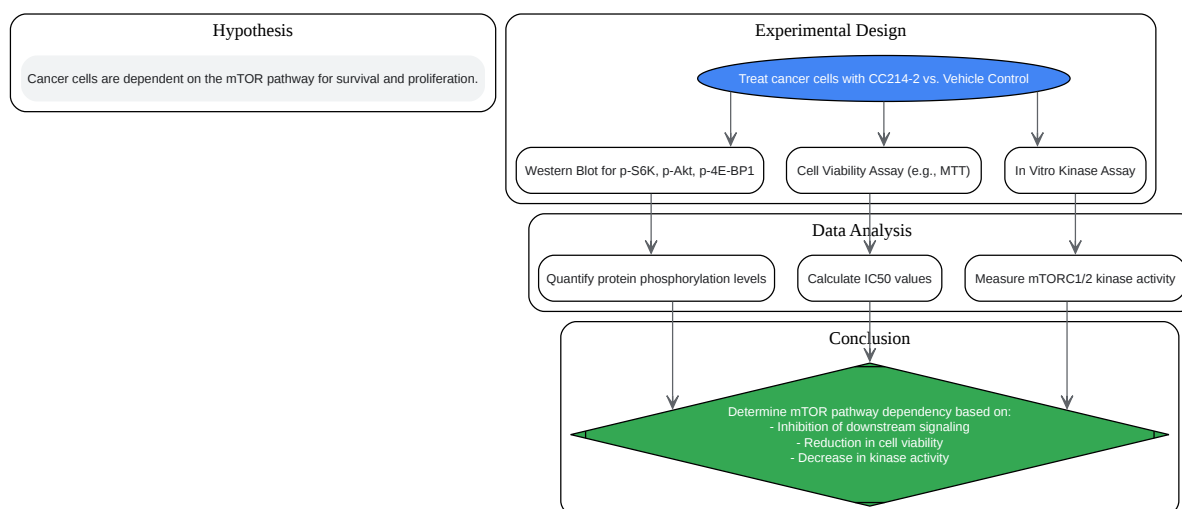 Hypothesis
Cancer cells are dependent on the mTOR pathway for survival and proliferation.
Experimental Design
Treat cancer cells with CC214-2 vs. Vehicle Control
Western Blot for p-S6K, p-Akt, p-4E-BP1
Cell Viability Assay (e.g., MTT)
In Vitro Kinase Assay
Data Analysis
Quantify protein phosphorylation levels
Calculate IC50 values
Measure mTORC1/2 kinase activity
Conclusion
Determine mTOR pathway dependency based on:
- Inhibition of downstream signaling
- Reduction in cell viability
- Decrease in kinase activity